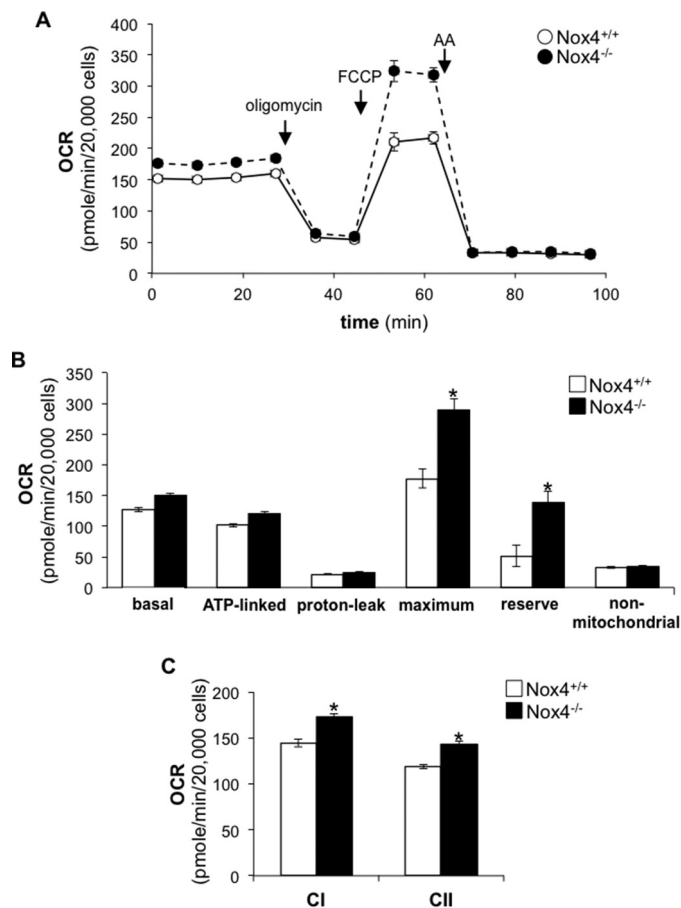 A
OCR
(pmole/min/20,000 cells)
400
350
300
250
200
150
100
50
0
oligomycin
FCCP
AA
Nox4+/+
Nox4-/-
0 20 40 60 80 100
time (min)
B
OCR
(pmole/min/20,000 cells)
350
300
250
200
150
100
50
0
*
*
Nox4+/+
Nox4-/-
basal ATP-linked proton-leak maximum reserve non-
mitochondrial
C
OCR
(pmole/min/20,000 cells)
200
150
100
50
0
*
*
Nox4+/+
Nox4-/-
CI CII